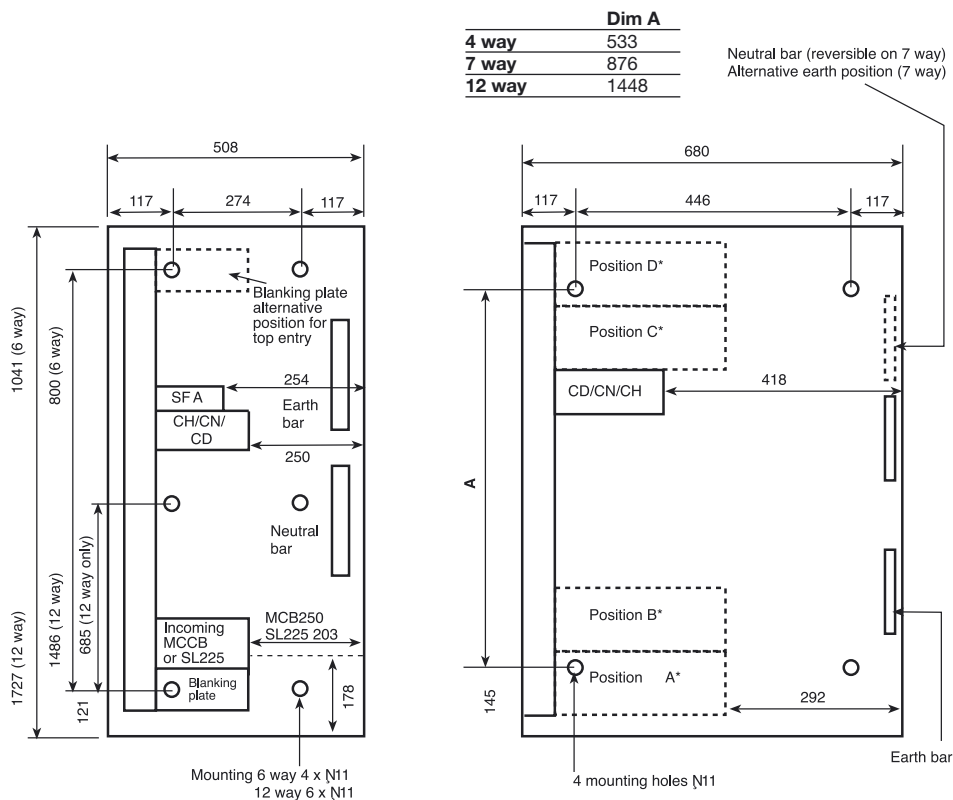 Dim A
4 way 533
7 way 876
12 way 1448
Neutral bar (reversible on 7 way)
Alternative earth position (7 way)
508
117 274 117
1041 (6 way)
800 (6 way)
Blanking plate
alternative
position for
top entry
254
SFA
Earth
bar
CH/CN/
CD
250
Neutral
bar
1727 (12 way)
1486 (12 way)
685 (12 way only)
121
Incoming
MCCB
or SL225
MCB250
SL225 203
Blanking
plate
178
Mounting 6 way 4 x Ņ11
12 way 6 x Ņ11
680
117 446 117
Position D*
Position C*
CD/CN/CH
418
A
Position B*
Position A*
145
292
4 mounting holes Ņ11
Earth bar